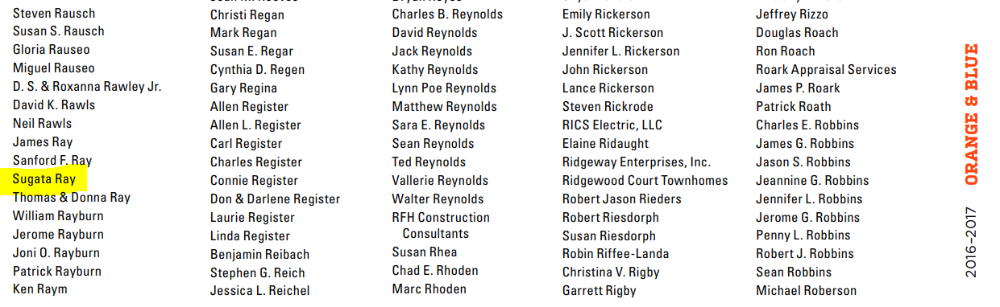 Steven Rausch
Susan S. Rausch
Gloria Rauseo
Miguel Rauseo
D. S. & Roxanna Rawley Jr.
David K. Rawls
Neil Rawls
James Ray
Sanford F. Ray
Sugata Ray
Thomas & Donna Ray
William Rayburn
Jerome Rayburn
Joni O. Rayburn
Patrick Rayburn
Ken Raym
Christi Regan
Mark Regan
Susan E. Regar
Cynthia D. Regen
Gary Regina
Allen Register
Allen L. Register
Carl Register
Charles Register
Connie Register
Don & Darlene Register
Laurie Register
Linda Register
Benjamin Reibach
Stephen G. Reich
Jessica L. Reichel
Charles B. Reynolds
David Reynolds
Jack Reynolds
Kathy Reynolds
Lynn Poe Reynolds
Matthew Reynolds
Sara E. Reynolds
Sean Reynolds
Ted Reynolds
Vallerie Reynolds
Walter Reynolds
RFH Construction
Consultants
Susan Rhea
Chad E. Rhoden
Marc Rhoden
Emily Rickerson
J. Scott Rickerson
Jennifer L. Rickerson
John Rickerson
Lance Rickerson
Steven Rickrode
RICS Electric, LLC
Elaine Ridaught
Ridgeway Enterprises, Inc.
Ridgewood Court Townhomes
Robert Jason Rieders
Robert Riesdorph
Susan Riesdorph
Robin Riffee-Landa
Christina V. Rigby
Garrett Rigby
Jeffrey Rizzo
Douglas Roach
Ron Roach
Roark Appraisal Services
James P. Roark
Patrick Roath
Charles E. Robbins
James G. Robbins
Jason S. Robbins
Jeannine G. Robbins
Jennifer L. Robbins
Jerome G. Robbins
Penny L. Robbins
Robert J. Robbins
Sean Robbins
Michael Roberson
2016-2017 ORANGE & BLUE